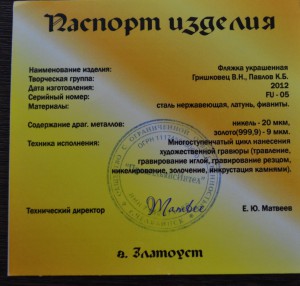 Паспорт изделия
Наименование изделия: Фляжка украшенная
Творческая группа: Гришковец В.Н., Павлов К.Б.
Дата изготовления: 2012
Серийный номер: FU - 05
Материалы: сталь нержавеющая, латунь, фианиты.
Содержание драг. металлов: никель - 20 мкм,
золото(999,9) - 9 мкм.
Техника исполнения: Многоступенчатый цикл нанесения
художественной гравюры (травление,
гравирование иглой, гравирование резцом,
никелирование, золочение, инкрустация камнями).
Технический директор Е. Ю. Матвеев
г. Златоуст